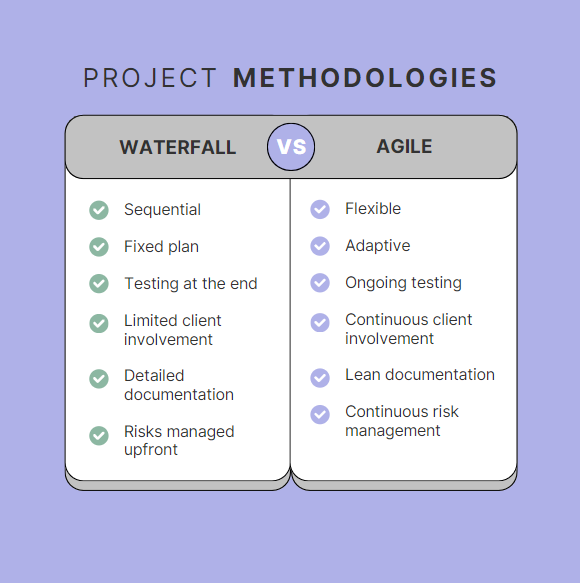 PROJECT METHODOLOGIES
WATERFALL
VS
AGILE
Sequential
Fixed plan
Testing at the end
Limited client
involvement
Detailed
documentation
Risks managed
upfront
Flexible
Adaptive
Ongoing testing
Continuous client
involvement
Lean documentation
Continuous risk
management